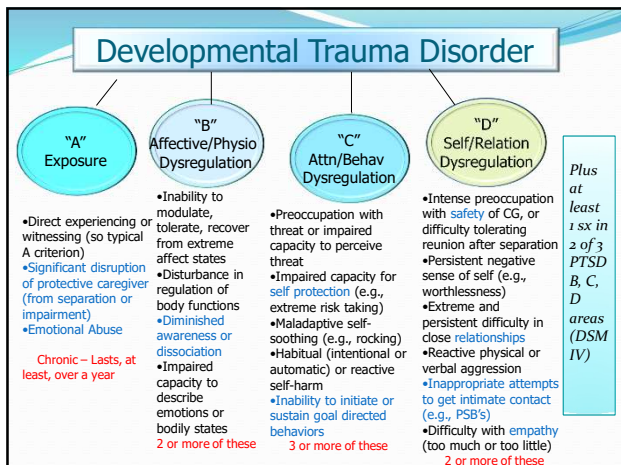 Developmental Trauma Disorder
“A”
Exposure
•Direct experiencing or
witnessing (so typical
A criterion)
•Significant disruption
of protective caregiver
(from separation or
impairment)
•Emotional Abuse
Chronic – Lasts, at
least, over a year
“B”
Affective/Physio
Dysregulation
•Inability to
modulate,
tolerate, recover
from extreme
affect states
•Disturbance in
regulation of
body functions
•Diminished
awareness or
dissociation
•Impaired
capacity to
describe
emotions or
bodily states
2 or more of these
“C”
Attn/Behav
Dysregulation
•Preoccupation with
threat or impaired
capacity to perceive
threat
•Impaired capacity for
self protection (e.g.,
extreme risk taking)
•Maladaptive self-
soothing (e.g., rocking)
•Habitual (intentional or
automatic) or reactive
self-harm
•Inability to initiate or
sustain goal directed
behaviors
3 or more of these
“D”
Self/Relation
Dysregulation
•Intense preoccupation
with safety of CG, or
difficulty tolerating
reunion after separation
•Persistent negative
sense of self (e.g.,
worthlessness)
•Extreme and
persistent difficulty in
close relationships
•Reactive physical or
verbal aggression
•Inappropriate attempts
to get intimate contact
(e.g., PSB’s)
•Difficulty with empathy
(too much or too little)
2 or more of these
Plus
at
least
1 sx in
2 of 3
PTSD
B, C,
D
areas
(DSM
IV)